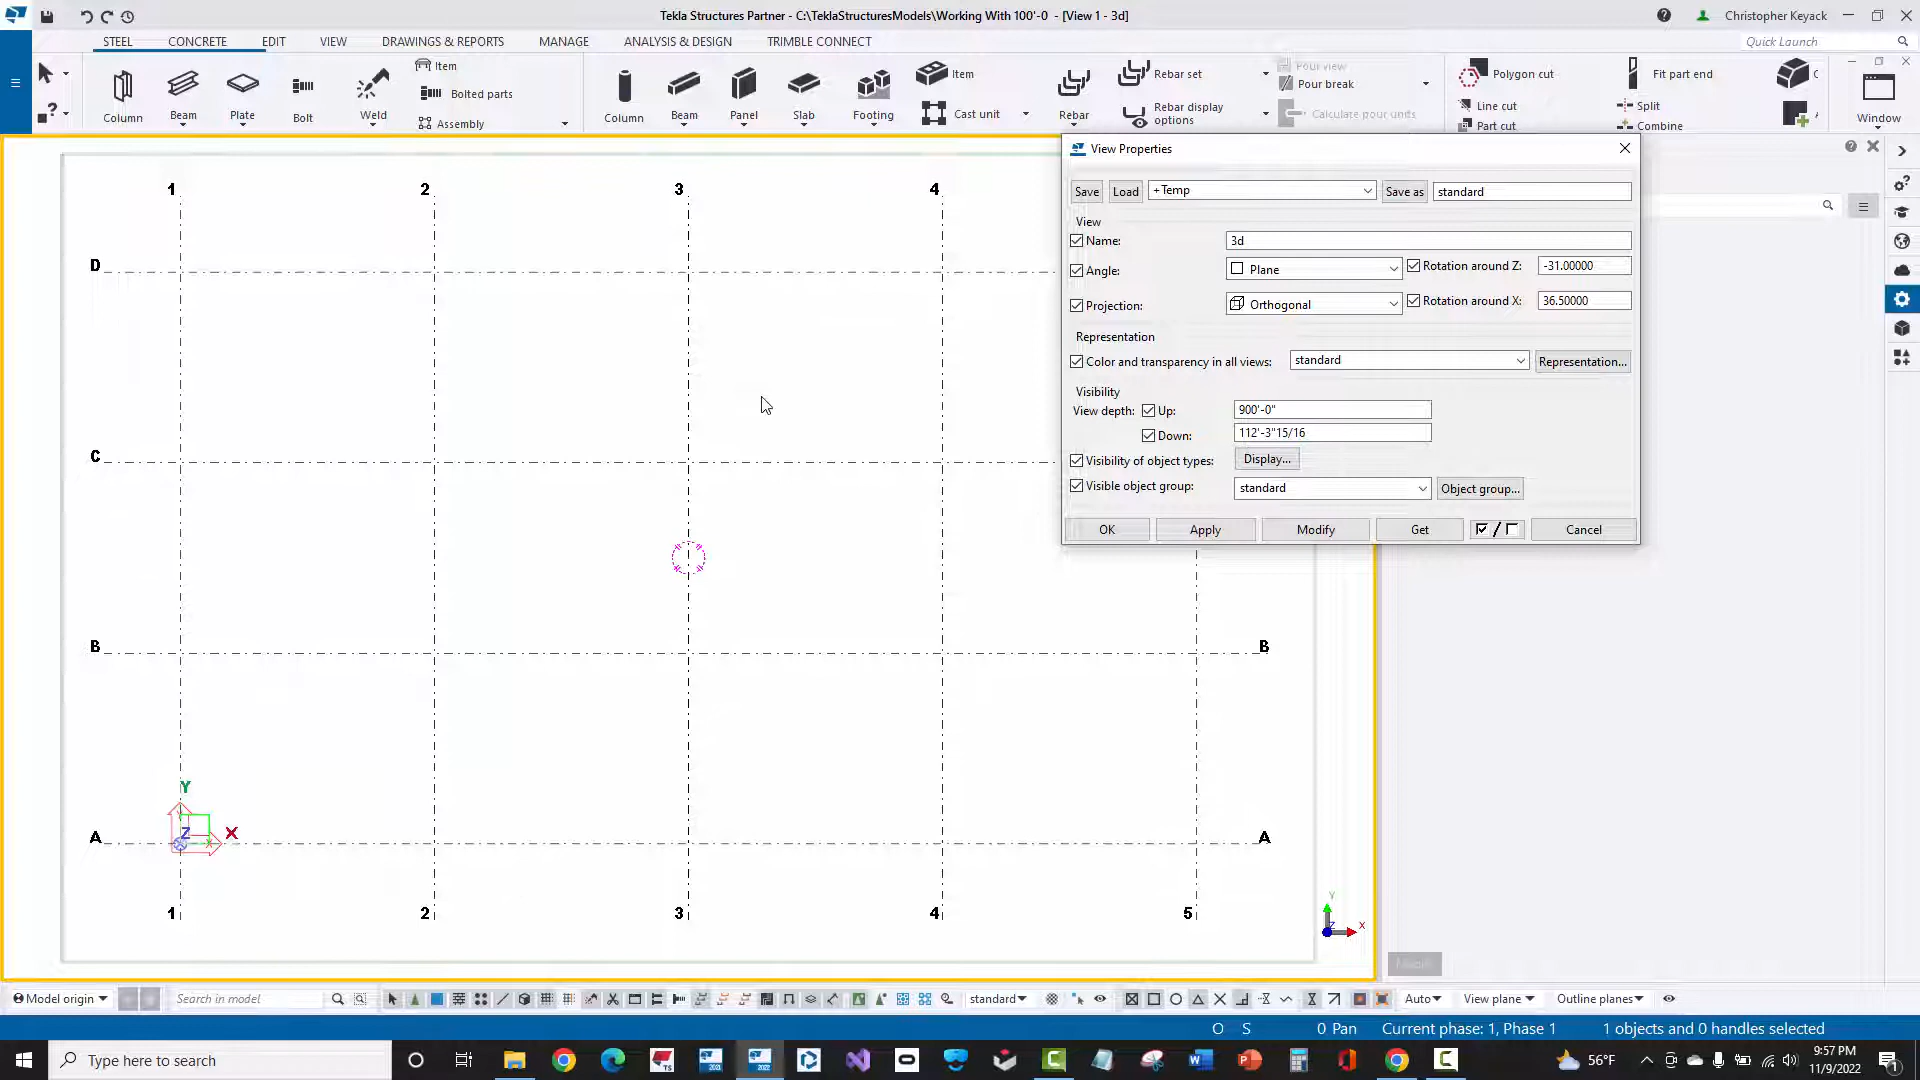 Tekla Structures Partner - C:\TeklaStructuresModels\Working With 100'-0 - [View 1 - 3d]
Christopher Keyack
STEEL
CONCRETE
EDIT
VIEW
DRAWINGS & REPORTS
MANAGE
ANALYSIS & DESIGN
TRIMBLE CONNECT
Quick Launch
Column
Beam
Plate
Bolt
Weld
Item
Bolted parts
Assembly
Column
Beam
Panel
Slab
Footing
Item
Cast unit
Rebar
Rebar set
Rebar display
options
Pour view
Pour break
Calculate pour units
Polygon cut
Line cut
Part cut
Fit part end
Split
Combine
Window
View Properties
Save
Load
+Temp
Save as
standard
View
Name:
3d
Angle:
Plane
Rotation around Z:
-31.00000
Projection:
Orthogonal
Rotation around X:
36.50000
Representation
Color and transparency in all views:
standard
Representation...
Visibility
View depth:
Up:
900'-0"
Down:
112'-3"15/16
Visibility of object types:
Display...
Visible object group:
standard
Object group...
OK
Apply
Modify
Get
Cancel
1
2
3
4
D
C
B
B
A
A
Y
Z
X
1
2
3
4
5
Y
Z
X
Modify
Model origin
Search in model
standard
Auto
View plane
Outline planes
O
S
0
Pan
Current phase: 1, Phase 1
1 objects and 0 handles selected
Type here to search
56°F
9:57 PM
11/9/2022